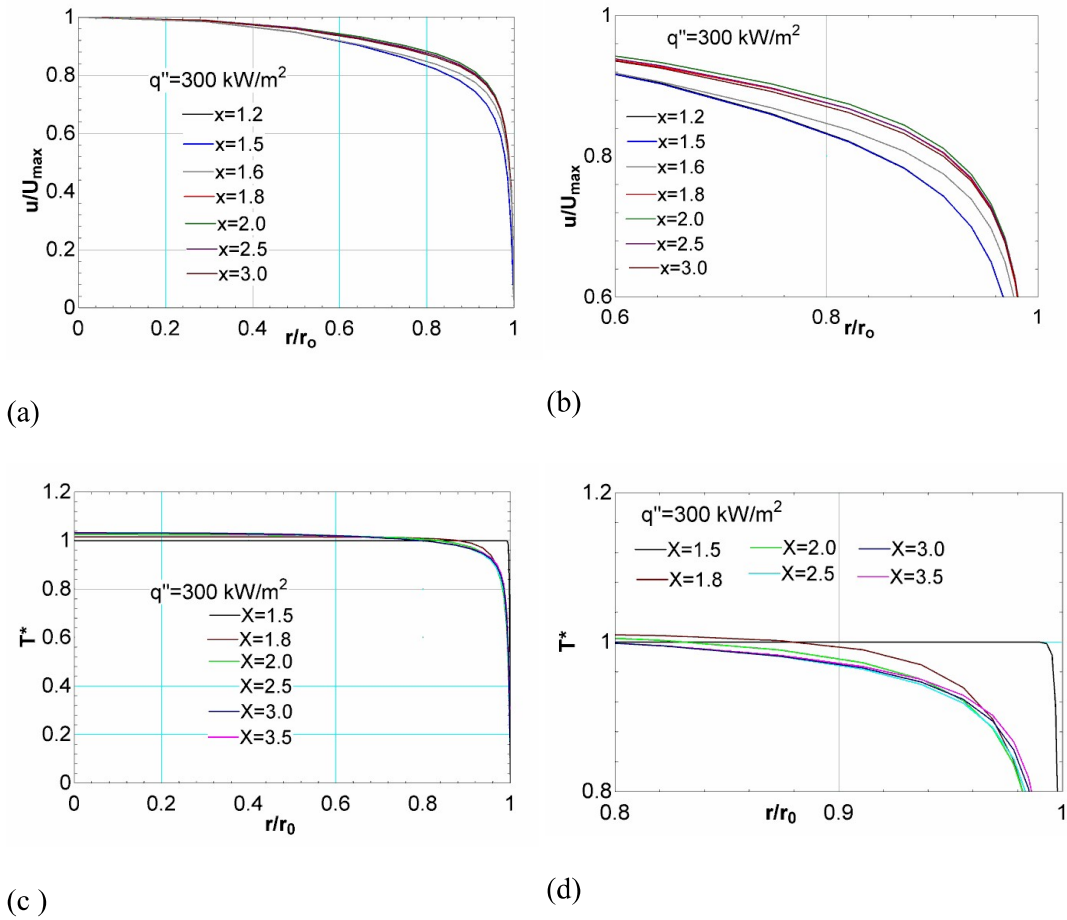 1
0.8
0.6
0.4
0.2
0
u/Umax
q"=300 kW/m²
x=1.2
x=1.5
x=1.6
x=1.8
x=2.0
x=2.5
x=3.0
0 0.2 0.4 0.6 0.8 1
r/ro
(a)
1
0.8
0.6
u/Umax
q"=300 kW/m²
x=1.2
x=1.5
x=1.6
x=1.8
x=2.0
x=2.5
x=3.0
0.6 0.8 1
r/ro
(b)
1.2
1
0.8
0.6
0.4
0.2
0
T*
q"=300 kW/m²
X=1.5
X=1.8
X=2.0
X=2.5
X=3.0
X=3.5
0 0.2 0.4 0.6 0.8 1
r/r0
(c )
1.2
1
0.8
T*
q"=300 kW/m²
X=1.5 X=2.0 X=3.0
X=1.8 X=2.5 X=3.5
0.8 0.9 1
r/r0
(d)